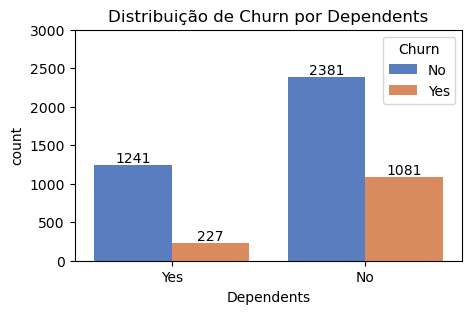 Distribuição de Churn por Dependents
3000
2500
2000
1500
1000
500
0
count
1241
227
2381
1081
Churn
No
Yes
Yes
No
Dependents